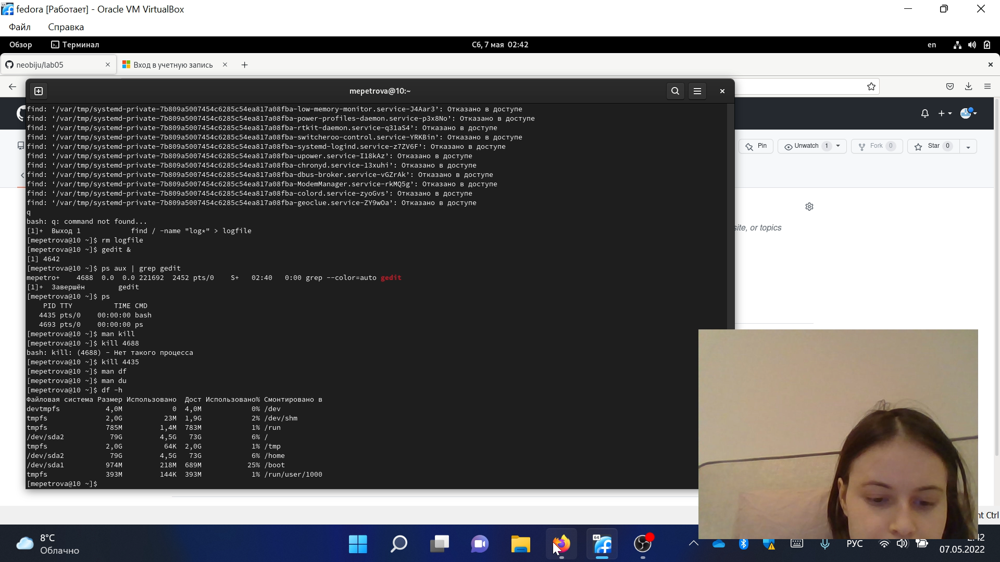 fedora [Работает] - Oracle VM VirtualBox
Файл Справка
Обзор Терминал Сб, 7 мая 02:42 en
neobiju/lab05 Вход в учетную запись
mepetrova@10:~
find: ‘/var/tmp/systemd-private-7b809a5007454c6285c54ea817a08fba-low-memory-monitor.service-J4Aar3’: Отказано в доступе
find: ‘/var/tmp/systemd-private-7b809a5007454c6285c54ea817a08fba-power-profiles-daemon.service-p3x8No’: Отказано в доступе
find: ‘/var/tmp/systemd-private-7b809a5007454c6285c54ea817a08fba-rtkit-daemon.service-q31aS4’: Отказано в доступе
find: ‘/var/tmp/systemd-private-7b809a5007454c6285c54ea817a08fba-switcheroo-control.service-YRKBin’: Отказано в доступе
find: ‘/var/tmp/systemd-private-7b809a5007454c6285c54ea817a08fba-systemd-logind.service-z7ZV6F’: Отказано в доступе
find: ‘/var/tmp/systemd-private-7b809a5007454c6285c54ea817a08fba-upower.service-I18kAz’: Отказано в доступе
find: ‘/var/tmp/systemd-private-7b809a5007454c6285c54ea817a08fba-chronyd.service-13xuhi’: Отказано в доступе
find: ‘/var/tmp/systemd-private-7b809a5007454c6285c54ea817a08fba-dbus-broker.service-vGZrAk’: Отказано в доступе
find: ‘/var/tmp/systemd-private-7b809a5007454c6285c54ea817a08fba-ModemManager.service-rkMQ5g’: Отказано в доступе
find: ‘/var/tmp/systemd-private-7b809a5007454c6285c54ea817a08fba-colord.service-zyoGvs’: Отказано в доступе
find: ‘/var/tmp/systemd-private-7b809a5007454c6285c54ea817a08fba-geoclue.service-ZY9wOa’: Отказано в доступе
q
bash: q: command not found...
[1]+ Выход 1 find / -name "log*" > logfile
[mepetrova@10 ~]$ rm logfile
[mepetrova@10 ~]$ gedit &
[1] 4642
[mepetrova@10 ~]$ ps aux | grep gedit
mepetro+ 4688 0.0 0.0 221692 2452 pts/0 S+ 02:40 0:00 grep --color=auto gedit
[1]+ Завершён gedit
[mepetrova@10 ~]$ ps
PID TTY TIME CMD
4435 pts/0 00:00:00 bash
4693 pts/0 00:00:00 ps
[mepetrova@10 ~]$ man kill
[mepetrova@10 ~]$ kill 4688
bash: kill: (4688) - Нет такого процесса
[mepetrova@10 ~]$ kill 4435
[mepetrova@10 ~]$ man df
[mepetrova@10 ~]$ man du
[mepetrova@10 ~]$ df -h
Файловая система Размер Использовано Дост Использовано% Смонтировано в
devtmpfs 4,0M 0 4,0M 0% /dev
tmpfs 2,0G 23M 1,9G 2% /dev/shm
tmpfs 785M 1,4M 783M 1% /run
/dev/sda2 79G 4,5G 73G 6% /
tmpfs 2,0G 64K 2,0G 1% /tmp
/dev/sda2 79G 4,5G 73G 6% /home
/dev/sda1 974M 218M 689M 25% /boot
tmpfs 393M 144K 393M 1% /run/user/1000
[mepetrova@10 ~]$
Pin Unwatch 1 Fork 0 Star 0
site, or topics
Ctrl
8°C
Облачно
64
РУС
07.05.2022